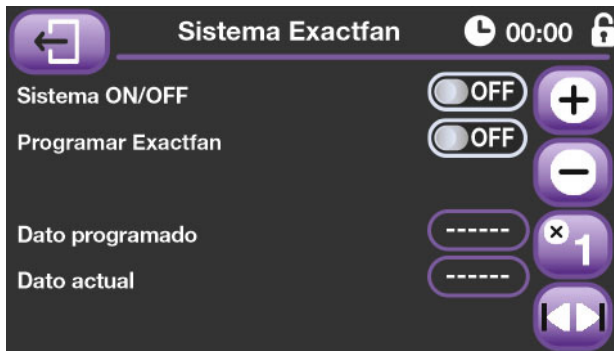 Sistema Exactfan 00:00
Sistema ON/OFF OFF
Programar Exactfan OFF
Dato programado ------
Dato actual ------
×1